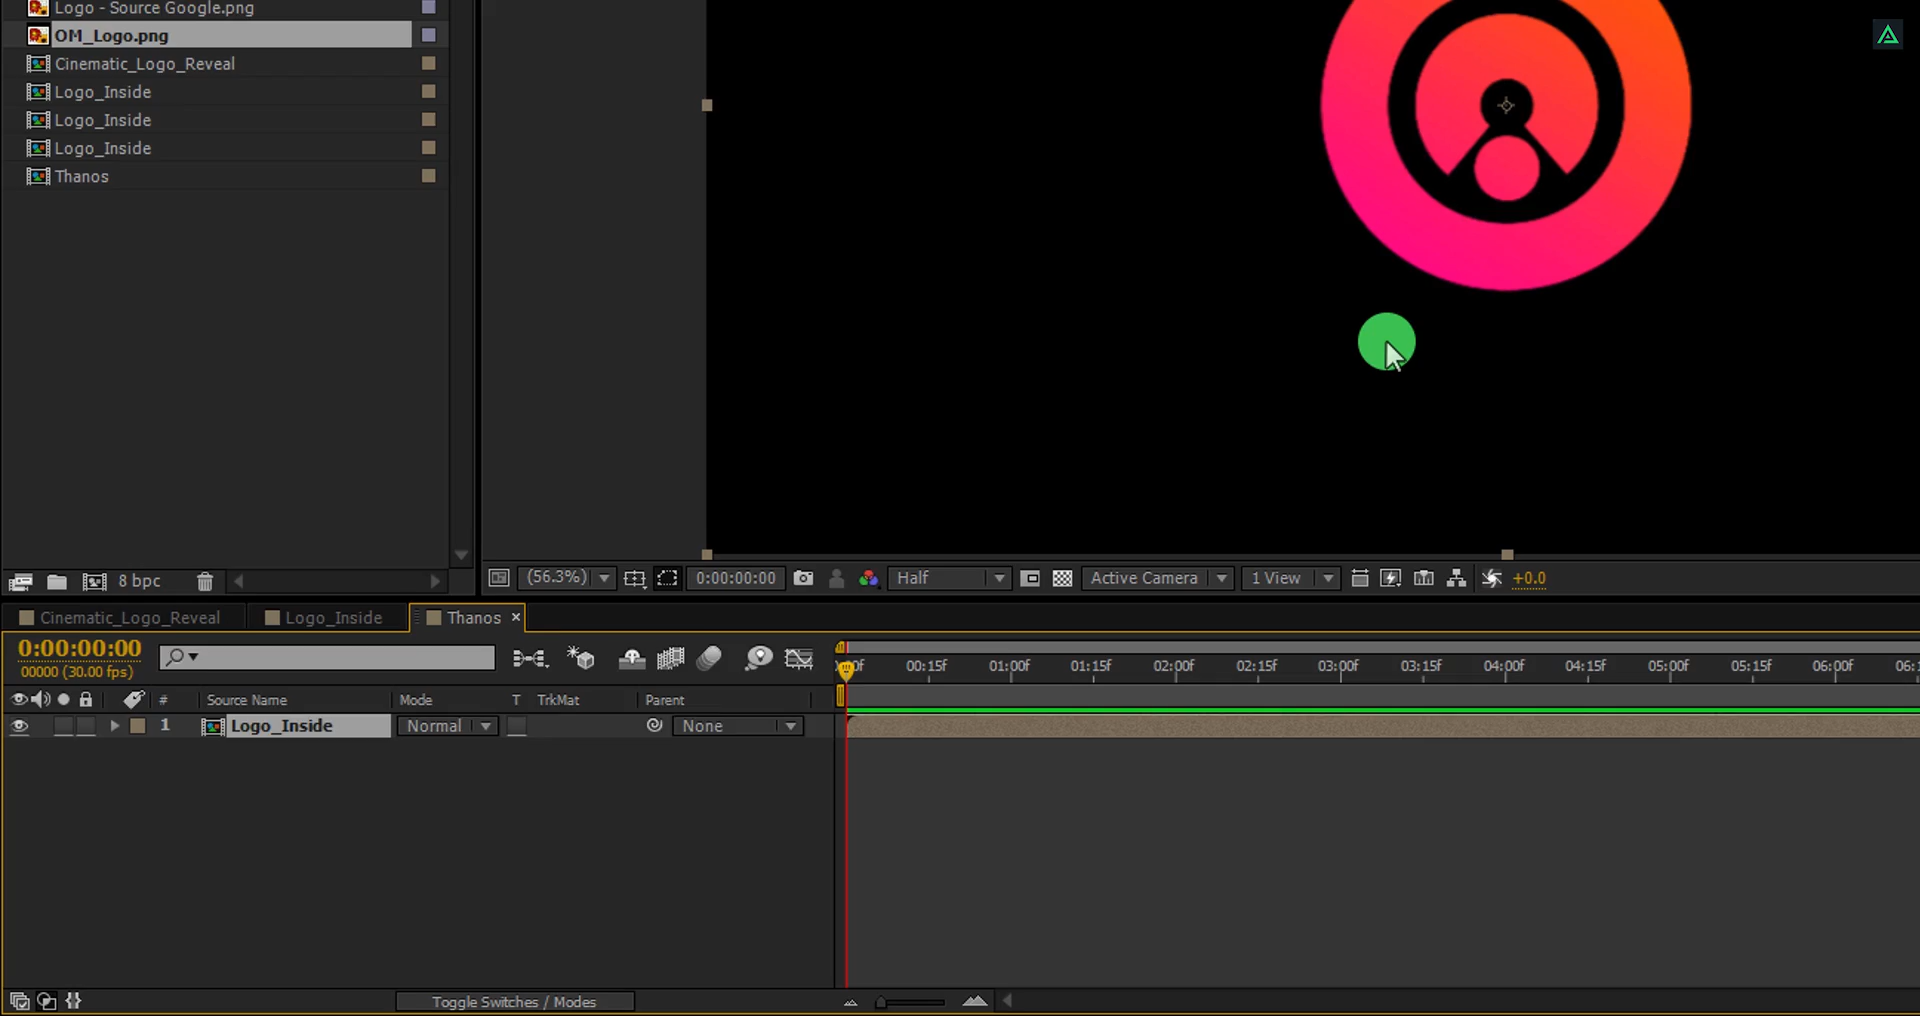 Logo - Source Google.png
OM_Logo.png
Cinematic_Logo_Reveal
Logo_Inside
Logo_Inside
Logo_Inside
Thanos
8 bpc
(56.3%)
0:00:00:00
Half
Active Camera
1 View
+0.0
Cinematic_Logo_Reveal
Logo_Inside
Thanos ×
0:00:00:00
00000 (30.00 fps)
00:15f 01:00f 01:15f 02:00f 02:15f 03:00f 03:15f 04:00f 04:15f 05:00f 05:15f 06:00f
# Source Name Mode T TrkMat Parent
1 Logo_Inside Normal None
Toggle Switches / Modes